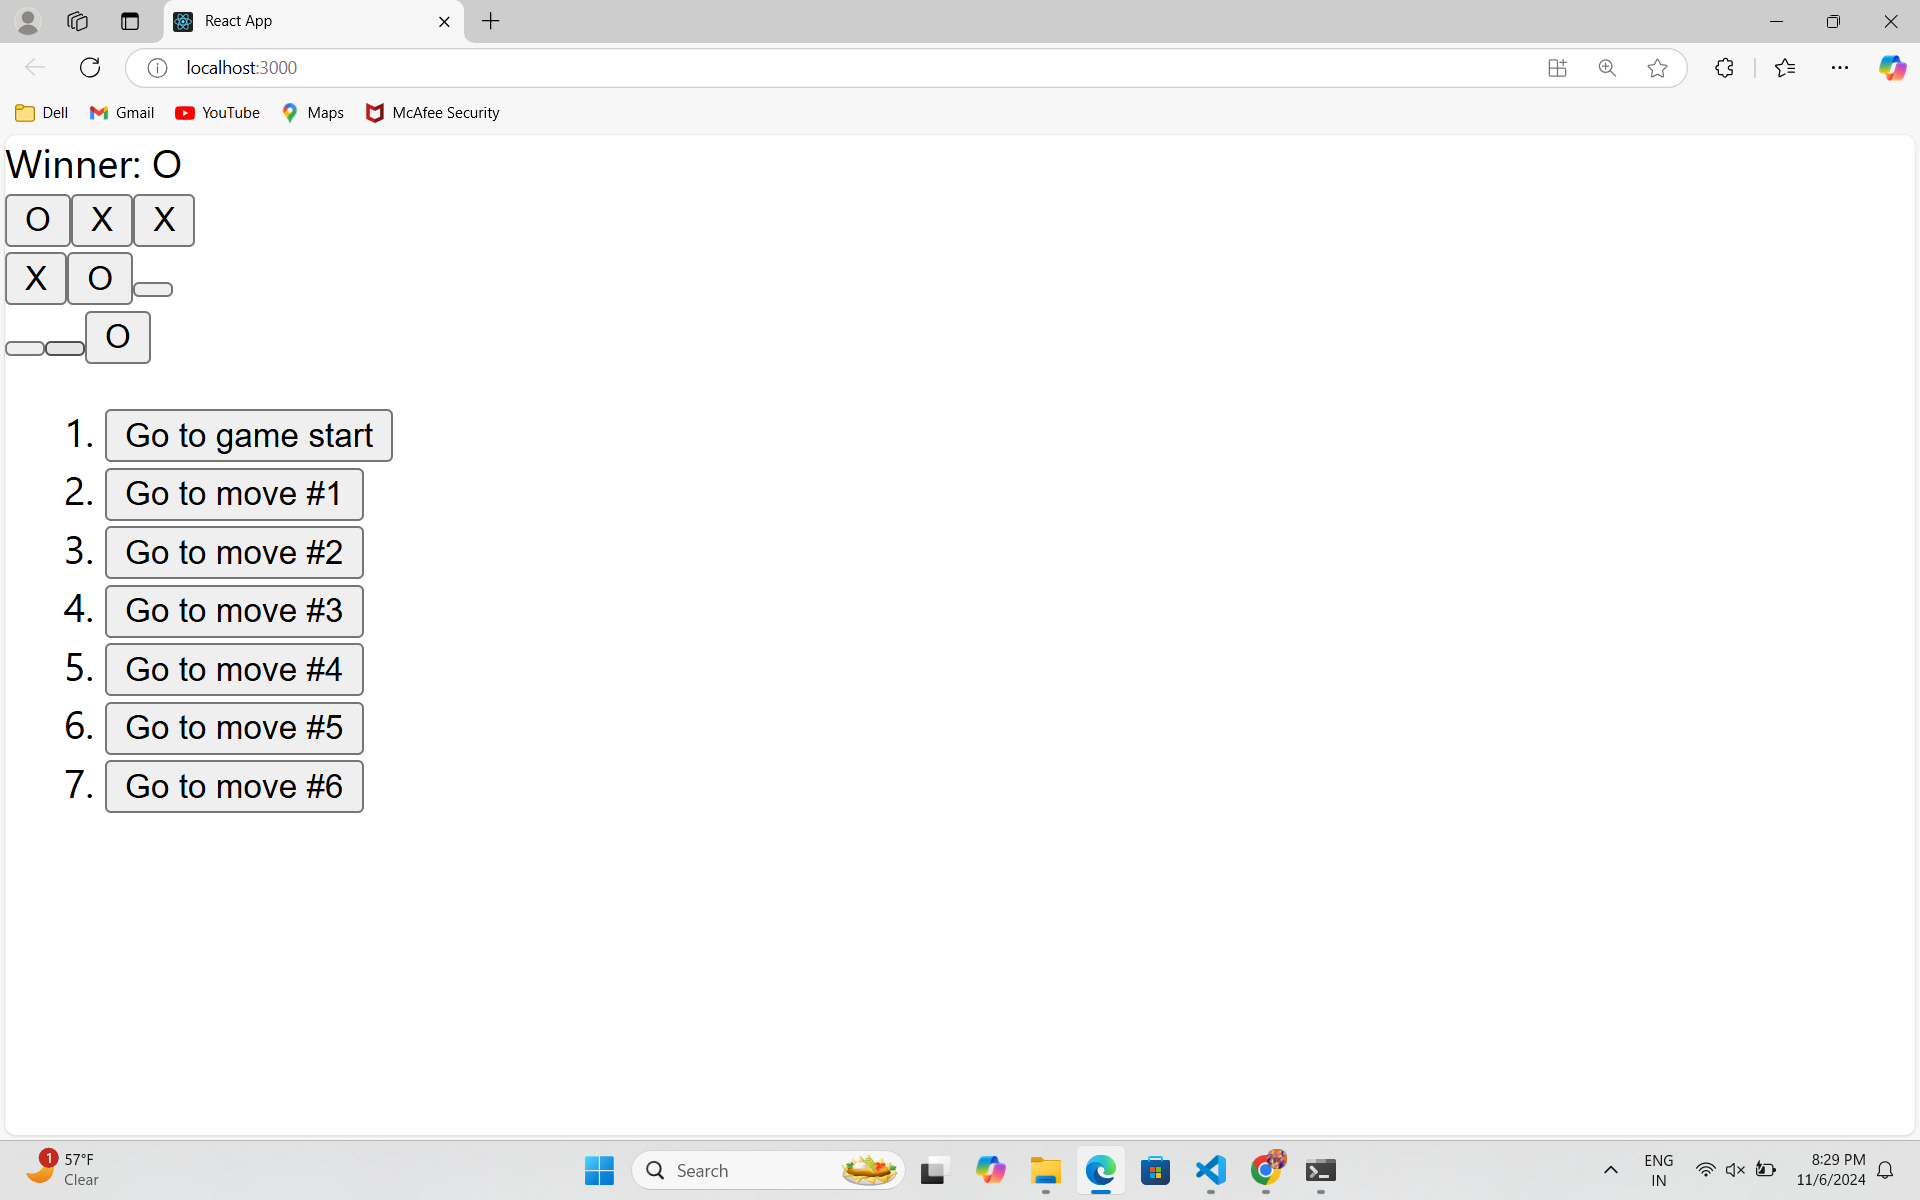 React App
localhost:3000
Dell Gmail YouTube Maps McAfee Security
Winner: O
O X X
X O
O
1. Go to game start
2. Go to move #1
3. Go to move #2
4. Go to move #3
5. Go to move #4
6. Go to move #5
7. Go to move #6
1 57°F
Clear
Search
ENG
IN
8:29 PM
11/6/2024